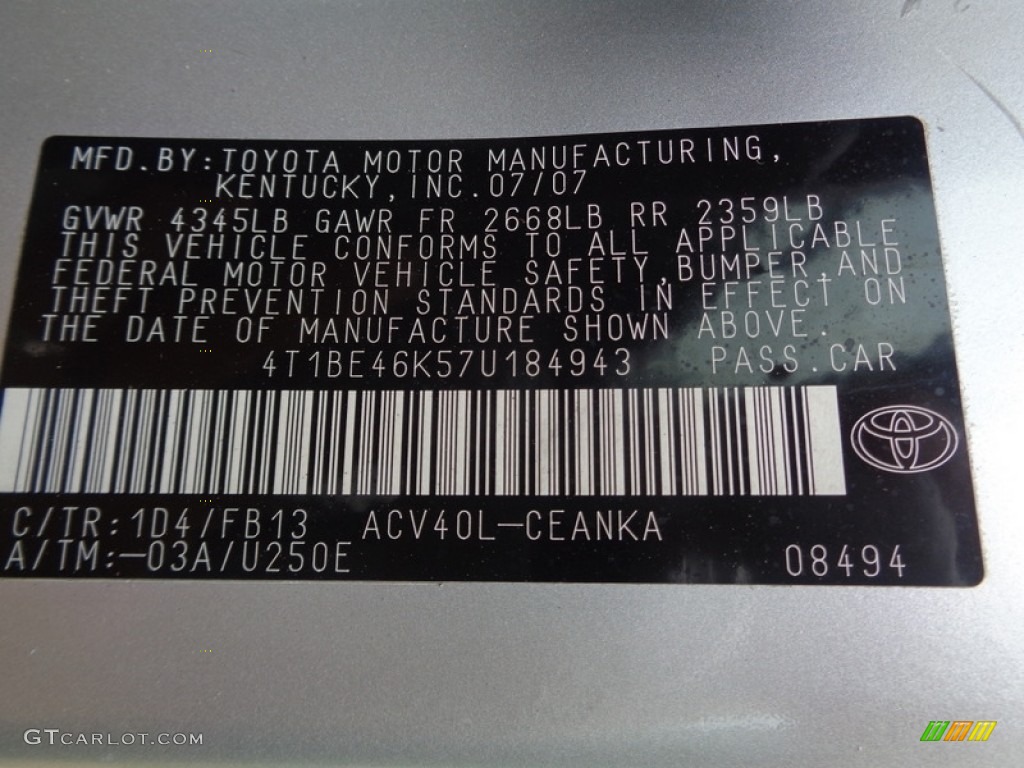 MFD.BY:TOYOTA MOTOR MANUFACTURING,
KENTUCKY,INC.07/07
GVWR 4345LB GAWR FR 2668LB RR 2359LB
THIS VEHICLE CONFORMS TO ALL APPLICABLE
FEDERAL MOTOR VEHICLE SAFETY,BUMPER,AND
THEFT PREVENTION STANDARDS IN EFFECT ON
THE DATE OF MANUFACTURE SHOWN ABOVE.
4T1BE46K57U184943 PASS.CAR
C/TR:1D4/FB13 ACV40L-CEANKA
A/TM:-03A/U250E 08494
GTCARLOT.COM